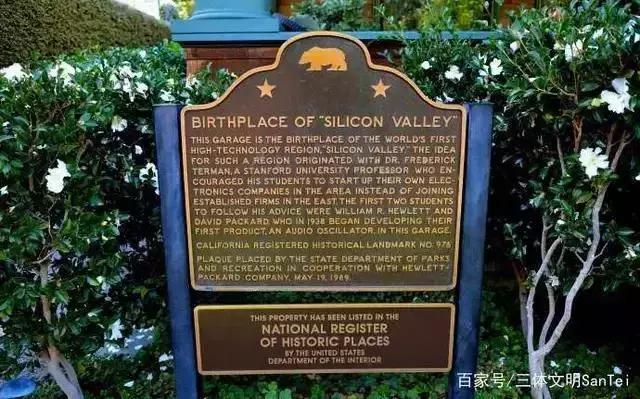 BIRTHPLACE OF "SILICON VALLEY"
THIS GARAGE IS THE BIRTHPLACE OF THE WORLD'S FIRST
HIGH-TECHNOLOGY REGION, "SILICON VALLEY." THE IDEA
FOR SUCH A REGION ORIGINATED WITH DR. FREDERICK
TERMAN, A STANFORD UNIVERSITY PROFESSOR WHO EN-
COURAGED HIS STUDENTS TO START UP THEIR OWN ELEC-
TRONICS COMPANIES IN THE AREA INSTEAD OF JOINING
ESTABLISHED FIRMS IN THE EAST. THE FIRST TWO STUDENTS
TO FOLLOW HIS ADVICE WERE WILLIAM R. HEWLETT AND
DAVID PACKARD WHO IN 1938 BEGAN DEVELOPING THEIR
FIRST PRODUCT, AN AUDIO OSCILLATOR, IN THIS GARAGE.
CALIFORNIA REGISTERED HISTORICAL LANDMARK NO. 976
PLAQUE PLACED BY THE STATE DEPARTMENT OF PARKS
AND RECREATION IN COOPERATION WITH HEWLETT-
PACKARD COMPANY, MAY 19, 1989.
THIS PROPERTY HAS BEEN LISTED IN THE
NATIONAL REGISTER
OF HISTORIC PLACES
BY THE UNITED STATES
DEPARTMENT OF THE INTERIOR
百家号/三体文明SanTei